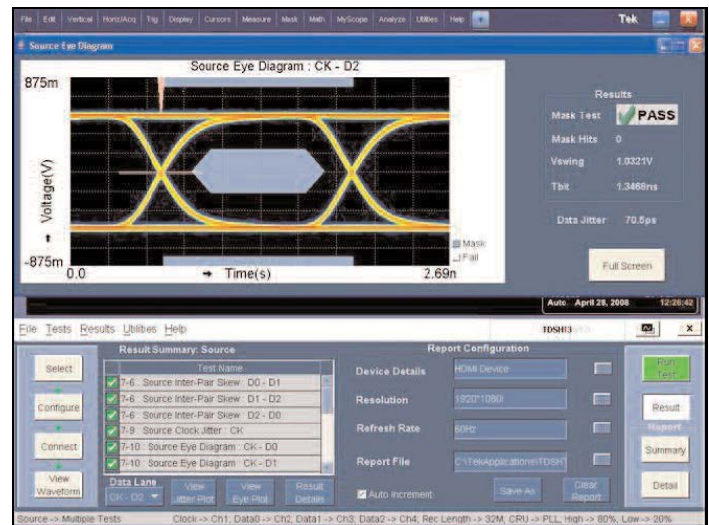 File Edit Vertical Horiz/Acq Trig Display Cursors Measure Mask Math MyScope Analyze Utilities Help Tek
Source Eye Diagram
Source Eye Diagram : CK - D2
875m
Voltage(V)
-875m
0.0
Time(s)
2.69n
Mask
Fail
Results
Mask Test PASS
Mask Hits 0
Vswing 1.0321V
Tbit 1.3468ns
Data Jitter 70.5ps
Full Screen
Auto April 28, 2008 12:26:42
File Tests Results Utilities Help TDSHT3 X
Select
Configure
Connect
View Waveform
Result Summary: Source
Test Name
7-6 : Source Inter-Pair Skew : D0 - D1
7-6 : Source Inter-Pair Skew : D1 - D2
7-6 : Source Inter-Pair Skew : D2 - D0
7-9 : Source Clock Jitter : CK
7-10 : Source Eye Diagram : CK - D0
7-10 : Source Eye Diagram : CK - D1
Data Lane
CK - D2
View Jitter Plot
View Eye Plot
Result Details
Report Configuration
Device Details HDMI Device
Resolution 1920*1080i
Refresh Rate 60Hz
Report File C:\TekApplications\TDSHT
Auto Increment
Save As
Clear Report
Run Test
Result
Report
Summary
Detail
Source -> Multiple Tests Clock -> Ch1, Data0 -> Ch2, Data1 -> Ch3, Data2 -> Ch4, Rec Length -> 32M, CRU -> PLL, High -> 80%, Low -> 20%